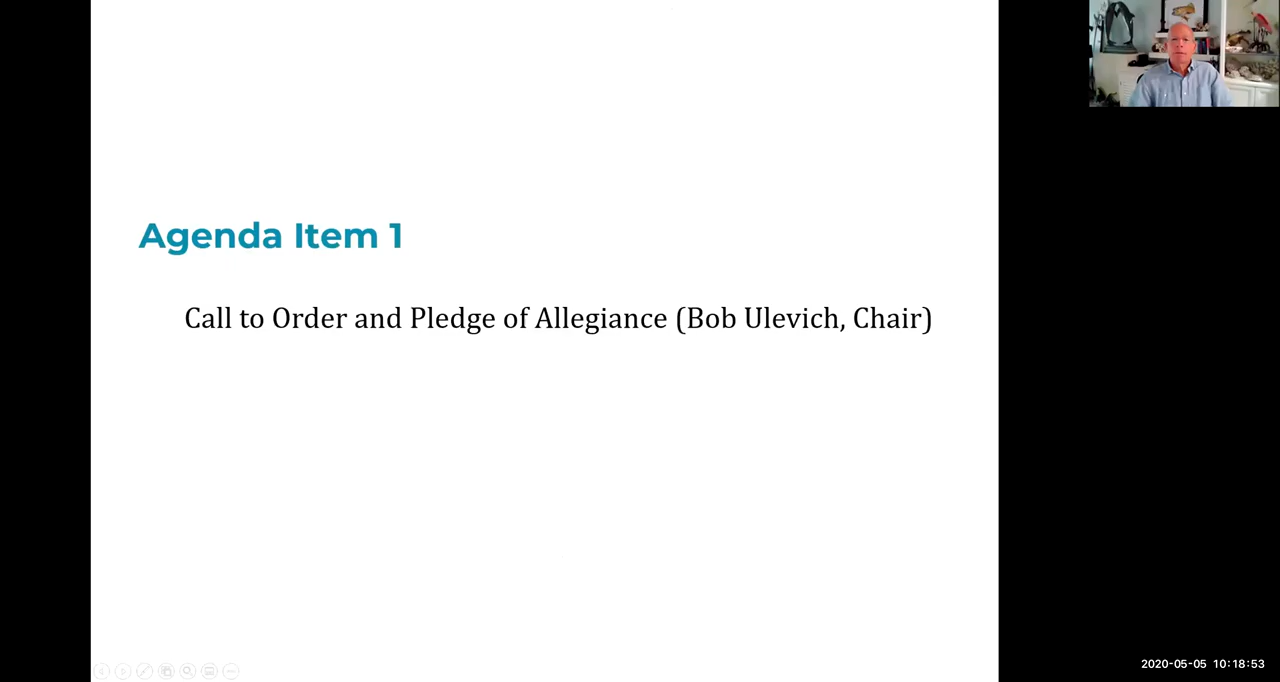 Agenda Item 1
Call to Order and Pledge of Allegiance (Bob Ulevich, Chair)
2020-05-05 10:18:53